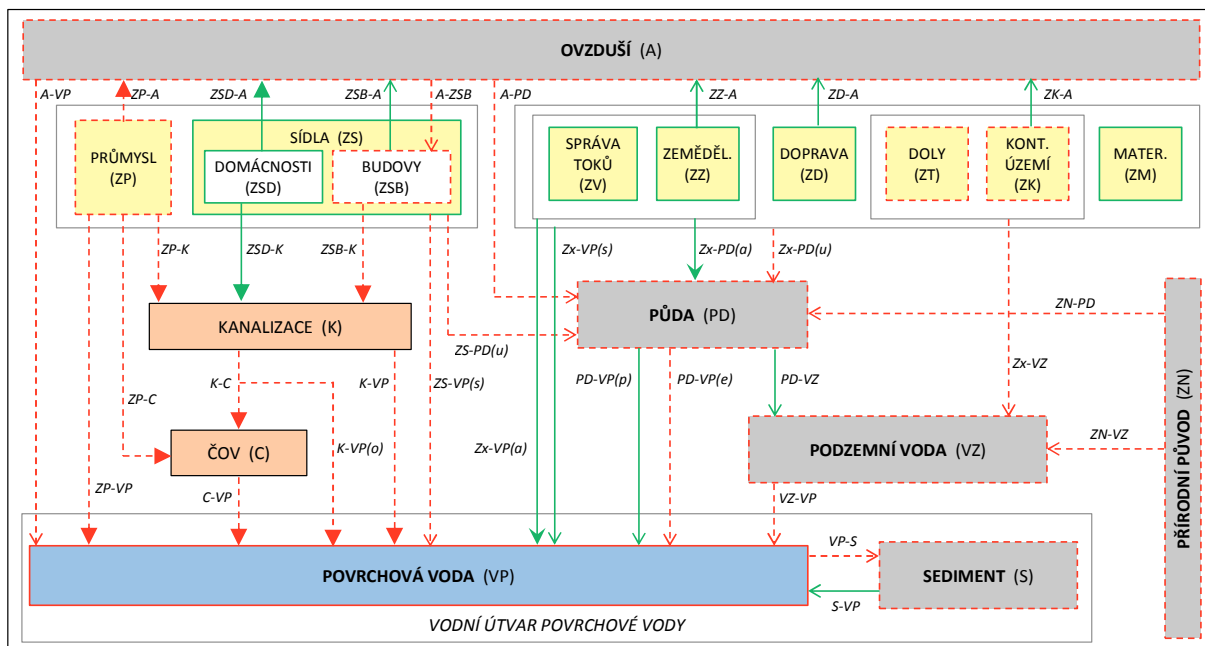 OVZDUŠÍ (A)
A-VP
ZP-A
ZSD-A
ZSB-A
A-ZSB
A-PD
ZZ-A
ZD-A
ZK-A
PRŮMYSL
(ZP)
SÍDLA (ZS)
DOMÁCNOSTI
(ZSD)
BUDOVY
(ZSB)
SPRÁVA
TOKŮ
(ZV)
ZEMĚDĚL.
(ZZ)
DOPRAVA
(ZD)
DOLY
(ZT)
KONT.
ÚZEMÍ
(ZK)
MATER.
(ZM)
ZP-K
ZSD-K
ZSB-K
Zx-VP(s)
Zx-PD(a)
Zx-PD(u)
KANALIZACE (K)
PŮDA (PD)
ZN-PD
ZS-PD(u)
Zx-VZ
K-C
K-VP
ZS-VP(s)
PD-VP(p)
PD-VP(e)
PD-VZ
ZP-C
ČOV (C)
K-VP(o)
Zx-VP(a)
PODZEMNÍ VODA (VZ)
ZN-VZ
PŘÍRODNÍ PŮVOD (ZN)
ZP-VP
C-VP
VZ-VP
POVRCHOVÁ VODA (VP)
VP-S
SEDIMENT (S)
S-VP
VODNÍ ÚTVAR POVRCHOVÉ VODY